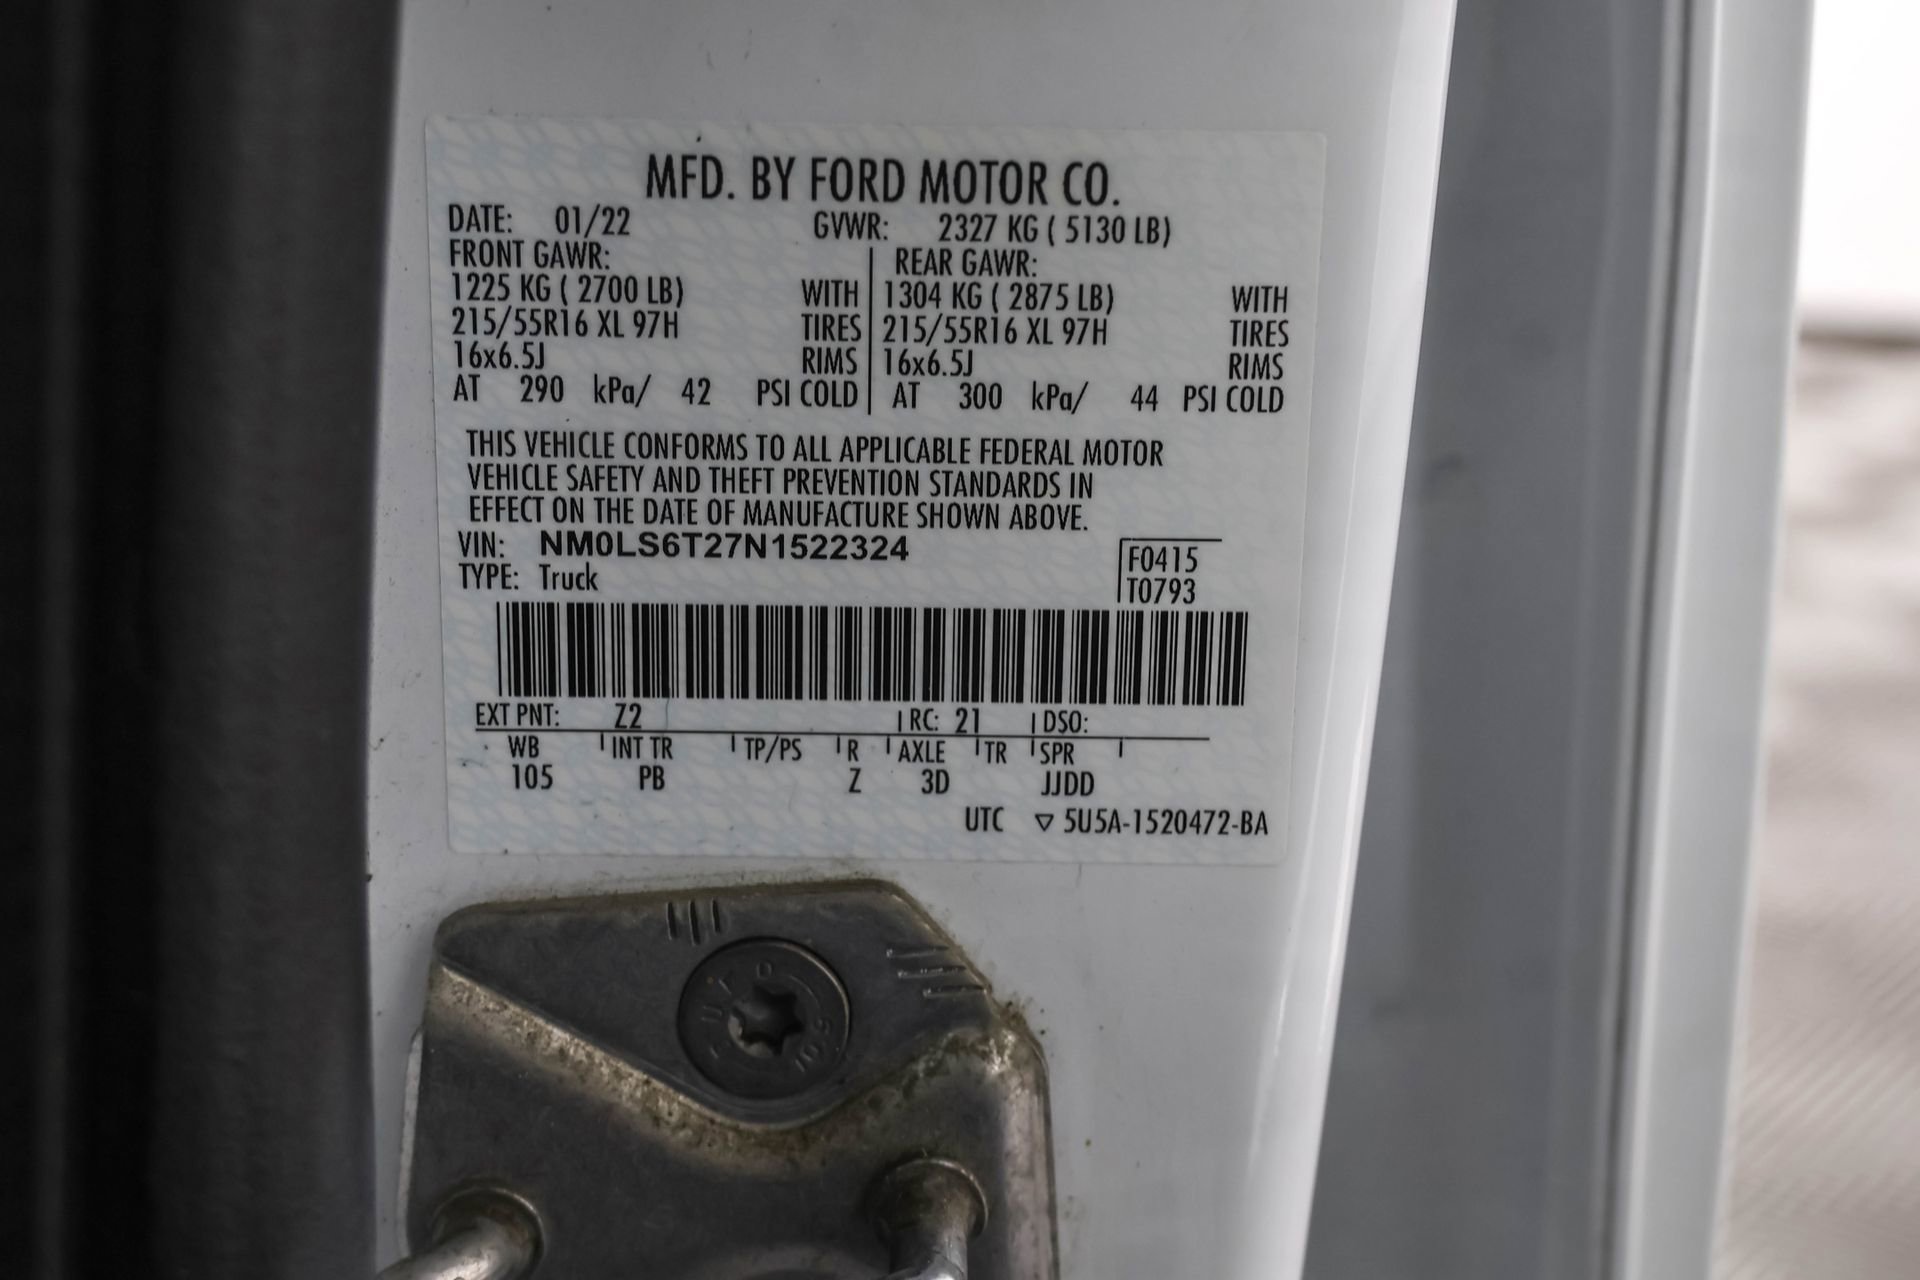 MFD. BY FORD MOTOR CO.
DATE: 01/22 GVWR: 2327 KG ( 5130 LB)
FRONT GAWR: REAR GAWR:
1225 KG ( 2700 LB) WITH 1304 KG ( 2875 LB) WITH
215/55R16 XL 97H TIRES 215/55R16 XL 97H TIRES
16x6.5J RIMS 16x6.5J RIMS
AT 290 kPa/ 42 PSI COLD AT 300 kPa/ 44 PSI COLD
THIS VEHICLE CONFORMS TO ALL APPLICABLE FEDERAL MOTOR
VEHICLE SAFETY AND THEFT PREVENTION STANDARDS IN
EFFECT ON THE DATE OF MANUFACTURE SHOWN ABOVE.
VIN: NM0LS6T27N1522324
F0415
TYPE: Truck
T0793
EXT PNT: Z2 RC: 21 DSO:
WB INT TR TP/PS R AXLE TR SPR
105 PB Z 3D JJDD
UTC ▽ 5U5A-1520472-BA